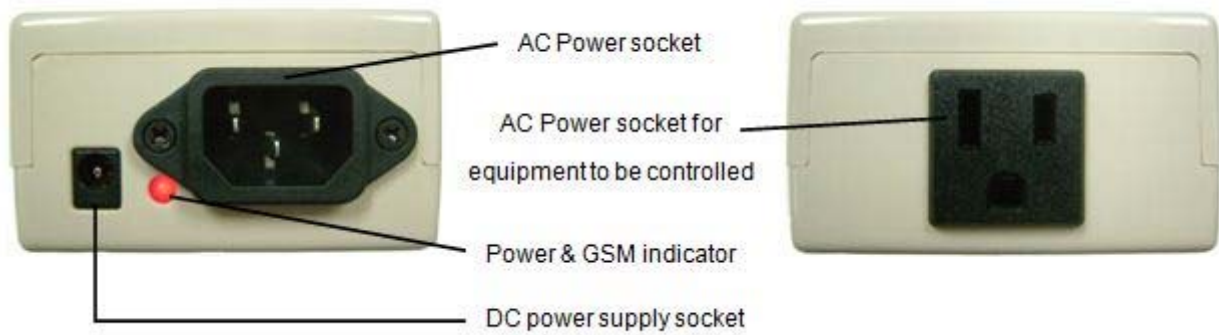 AC Power socket
AC Power socket for
equipment to be controlled
Power & GSM indicator
DC power supply socket